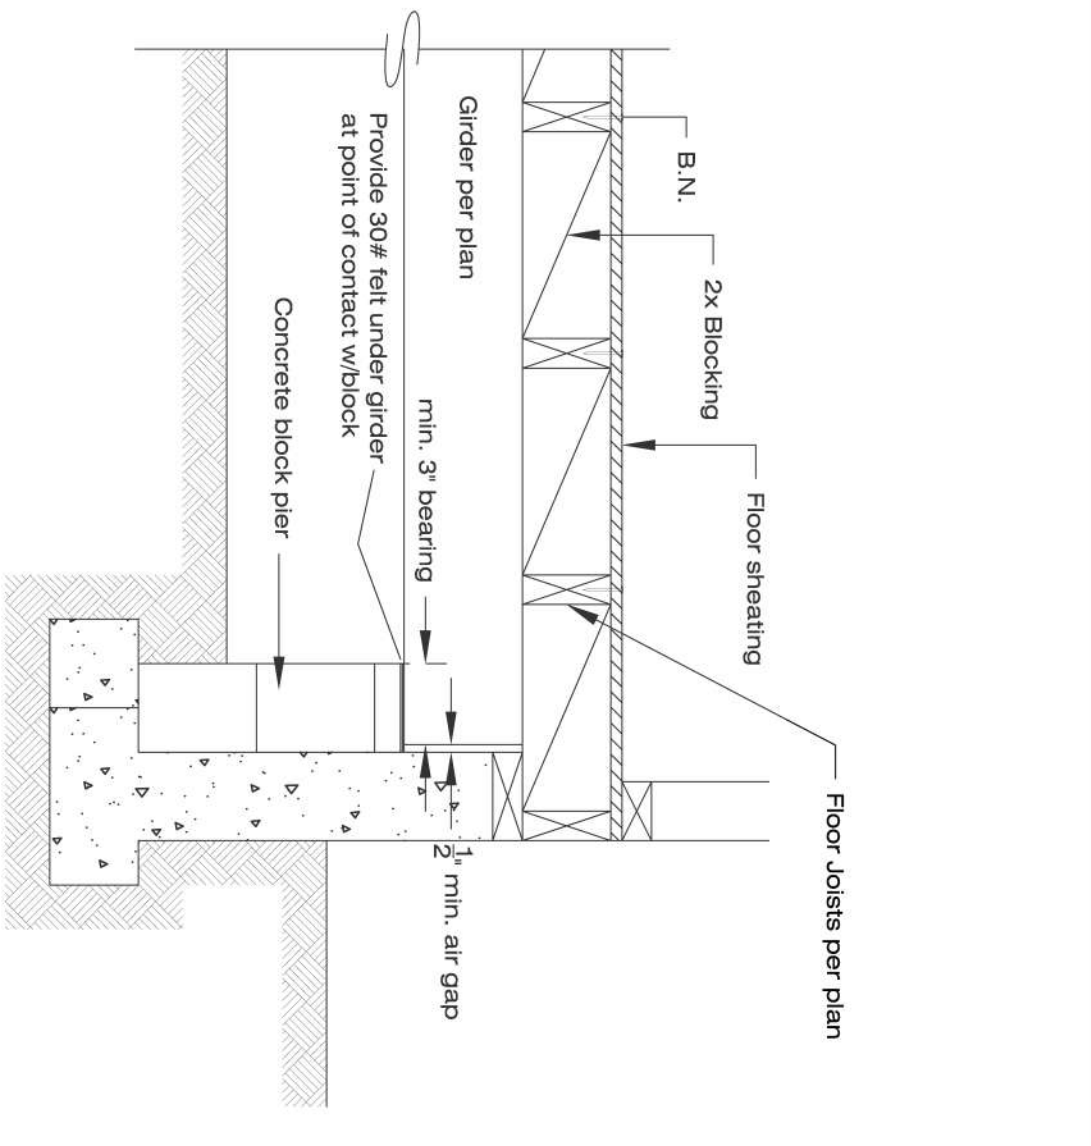 Floor Joists per plan
Floor sheating
2x Blocking
B.N.
Girder per plan
min. 3" bearing
1/2" min. air gap
Provide 30# felt under girder
at point of contact w/block
Concrete block pier